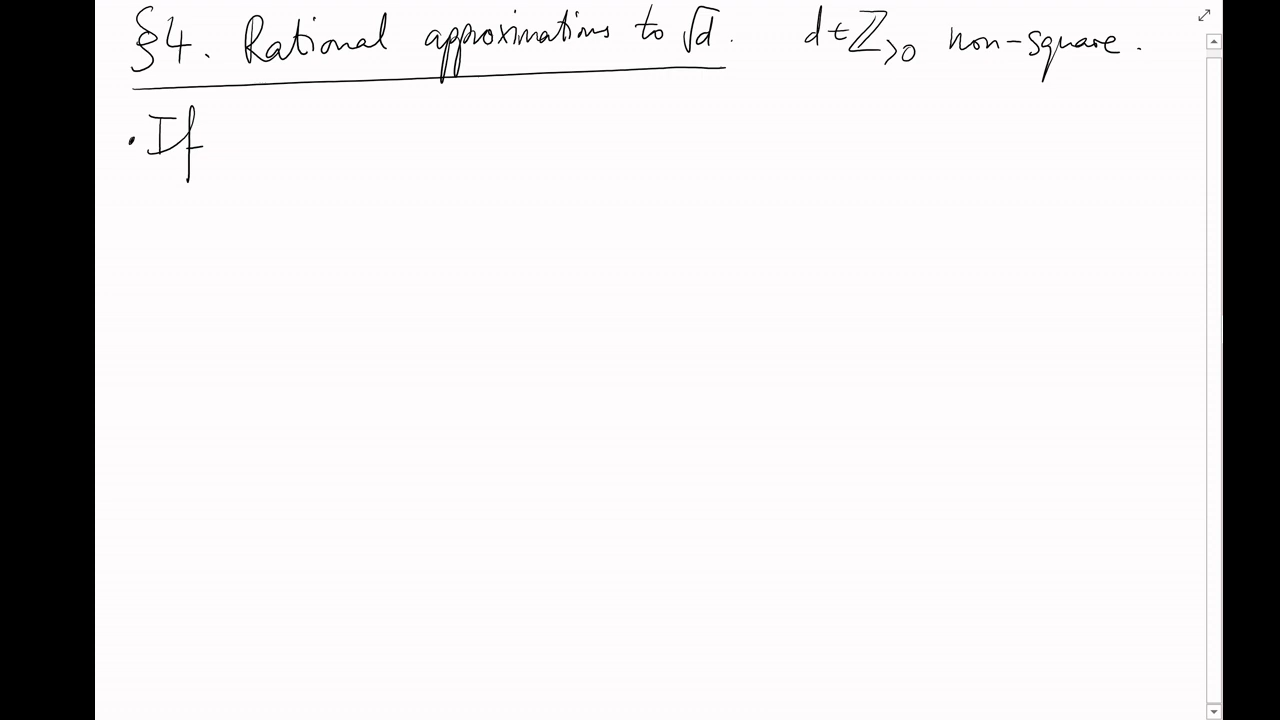 §4. Rational approximations to √d. d∈ℤ>0 non-square.
· If